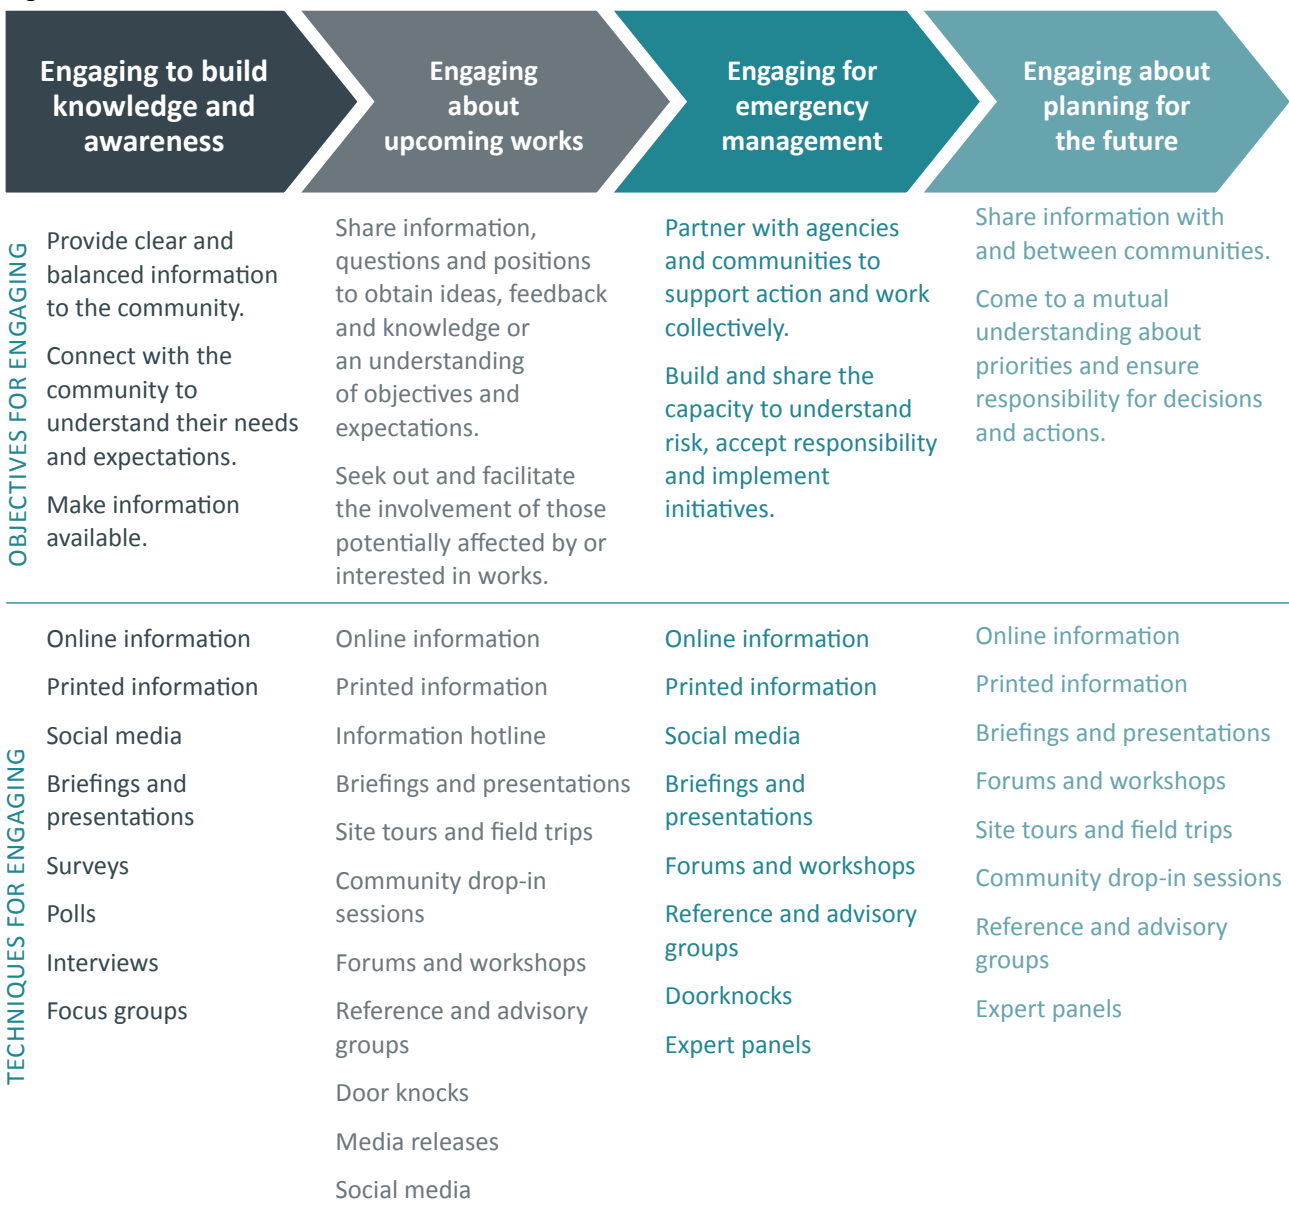 Engaging to build
knowledge and
awareness
Engaging
about
upcoming works
Engaging for
emergency
management
Engaging about
planning for
the future
OBJECTIVES FOR ENGAGING
Provide clear and
balanced information
to the community.
Connect with the
community to
understand their needs
and expectations.
Make information
available.
Share information,
questions and positions
to obtain ideas, feedback
and knowledge or
an understanding
of objectives and
expectations.
Seek out and facilitate
the involvement of those
potentially affected by or
interested in works.
Partner with agencies
and communities to
support action and work
collectively.
Build and share the
capacity to understand
risk, accept responsibility
and implement
initiatives.
Share information with
and between communities.
Come to a mutual
understanding about
priorities and ensure
responsibility for decisions
and actions.
TECHNIQUES FOR ENGAGING
Online information
Printed information
Social media
Briefings and
presentations
Surveys
Polls
Interviews
Focus groups
Online information
Printed information
Information hotline
Briefings and presentations
Site tours and field trips
Community drop-in
sessions
Forums and workshops
Reference and advisory
groups
Door knocks
Media releases
Social media
Online information
Printed information
Social media
Briefings and
presentations
Forums and workshops
Reference and advisory
groups
Doorknocks
Expert panels
Online information
Printed information
Briefings and presentations
Forums and workshops
Site tours and field trips
Community drop-in sessions
Reference and advisory
groups
Expert panels